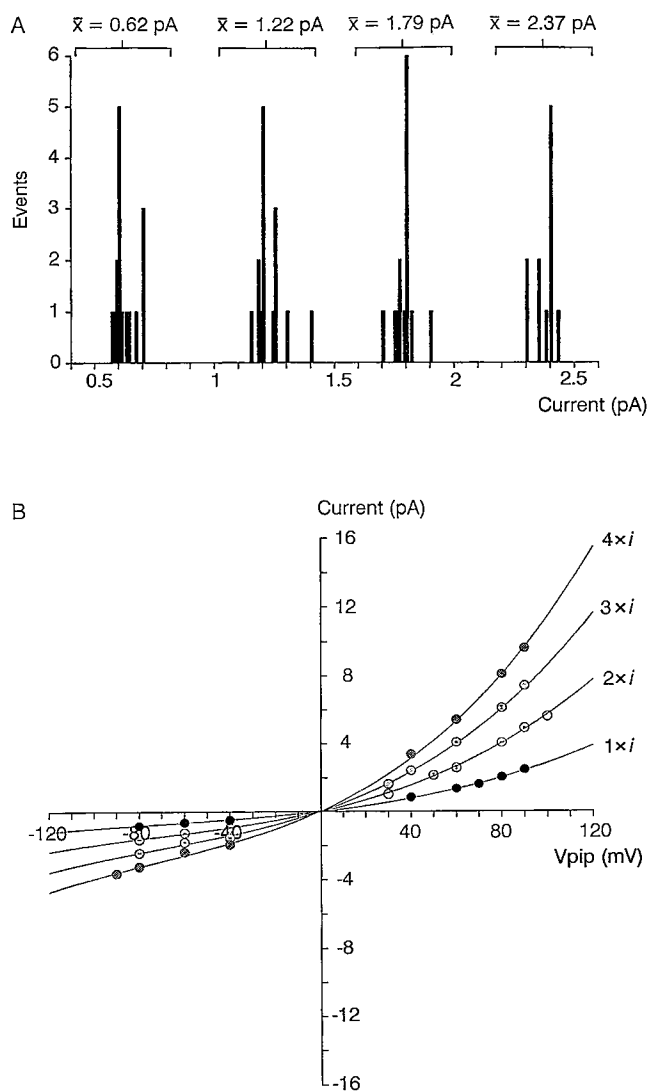 A
x̄ = 0.62 pA x̄ = 1.22 pA x̄ = 1.79 pA x̄ = 2.37 pA
6
5
4
3
2
1
0
Events
0.5 1 1.5 2 2.5
Current (pA)
B
Current (pA)
16
12
8
4
4×i
3×i
2×i
1×i
-120 -80 -40 40 80 120
Vpip (mV)
-4
-8
-12
-16